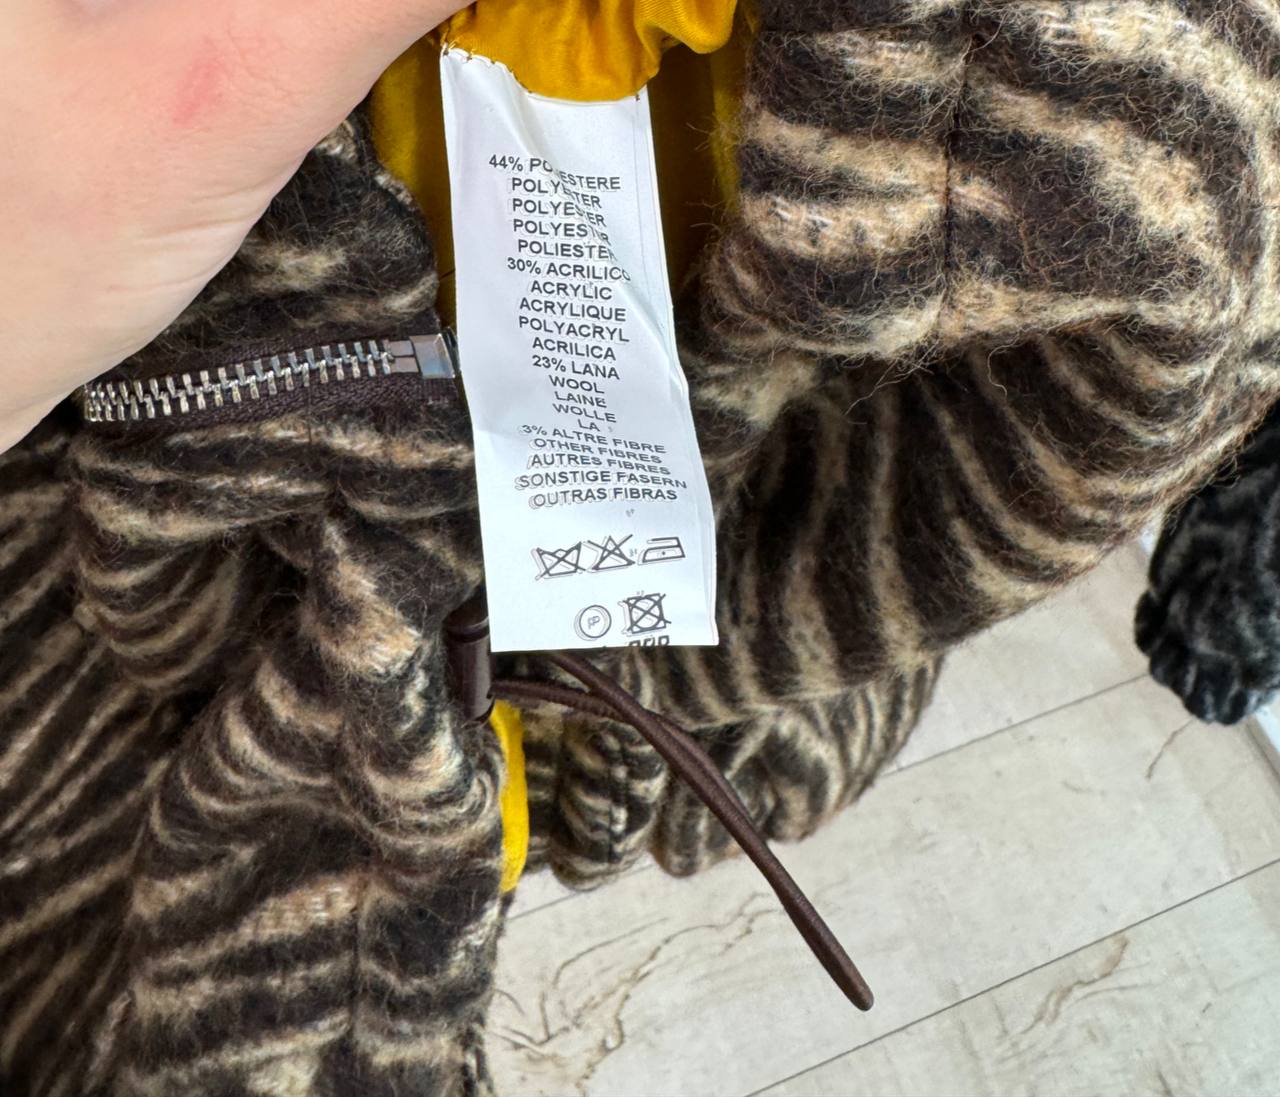 44% POLIESTERE
POLYESTER
POLYESTER
POLYESTER
POLIESTER
30% ACRILICO
ACRYLIC
ACRYLIQUE
POLYACRYL
ACRILICA
23% LANA
WOOL
LAINE
WOLLE
LA
3% ALTRE FIBRE
OTHER FIBRES
AUTRES FIBRES
SONSTIGE FASERN
OUTRAS FIBRAS
P